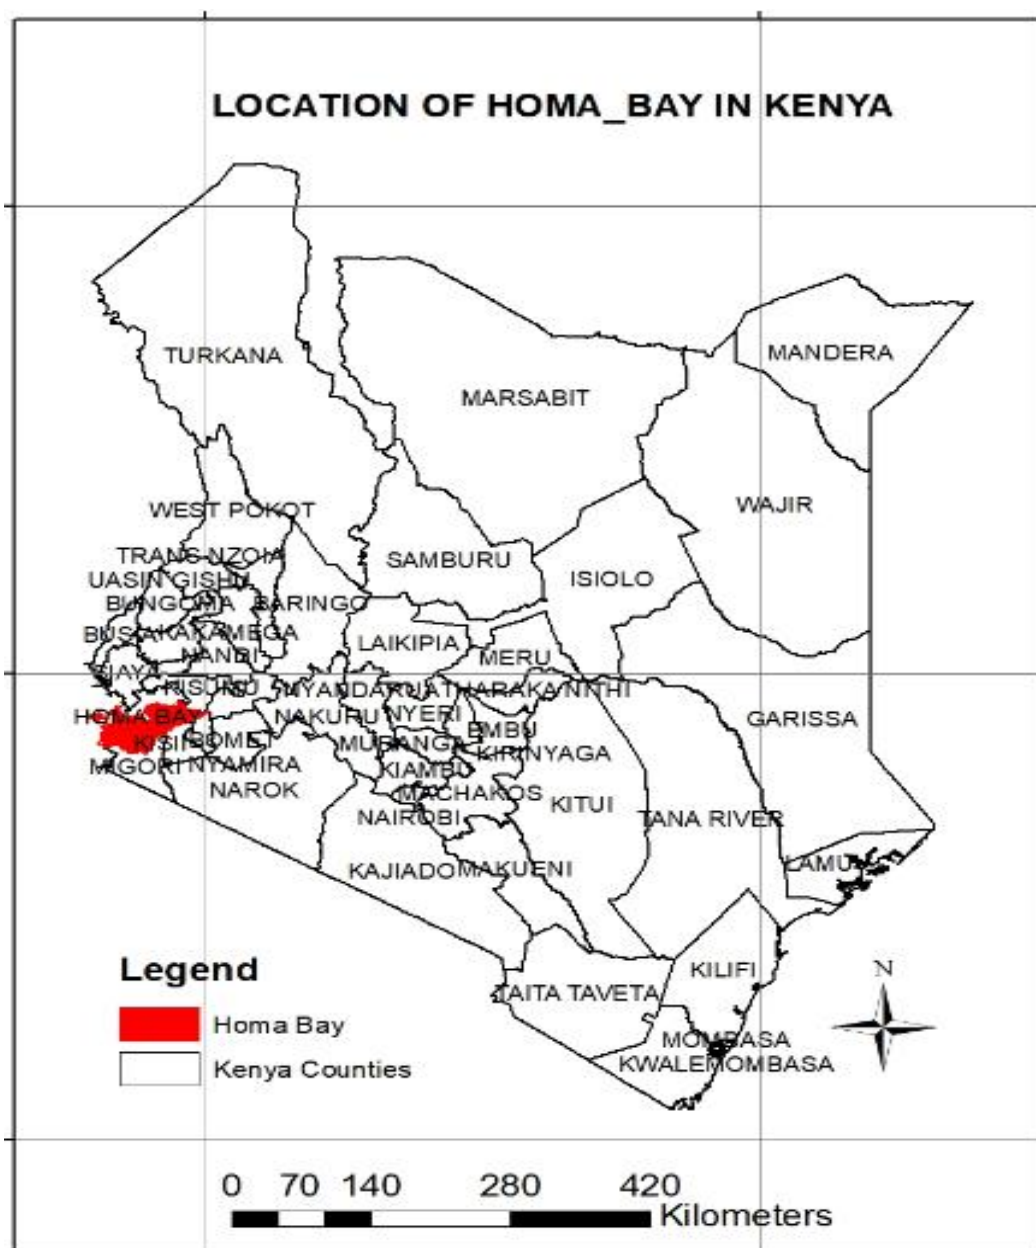 LOCATION OF HOMA_BAY IN KENYA
TURKANA
MANDERA
MARSABIT
WAJIR
WEST POKOT
TRANS NZOIA
SAMBURU
ISIOLO
UASIN GISHU
BUNGOMA
BARINGO
BUSIA
KAKAMEGA
LAIKIPIA
NANDI
MERU
SIAYA
KISUMU
NYANDARUA
THARAKA NITHI
HOMA BAY
NAKURU
NYERI
GARISSA
EMBU
KISII
BOMET
MURANGA
KIRINYAGA
MIGORI
NYAMIRA
KIAMBU
NAROK
MACHAKOS
KITUI
NAIROBI
TANA RIVER
KAJIADO
MAKUENI
LAMU
Legend
KILIFI
N
TAITA TAVETA
Homa Bay
MOMBASA
Kenya Counties
KWALE
MOMBASA
0 70 140 280 420
Kilometers